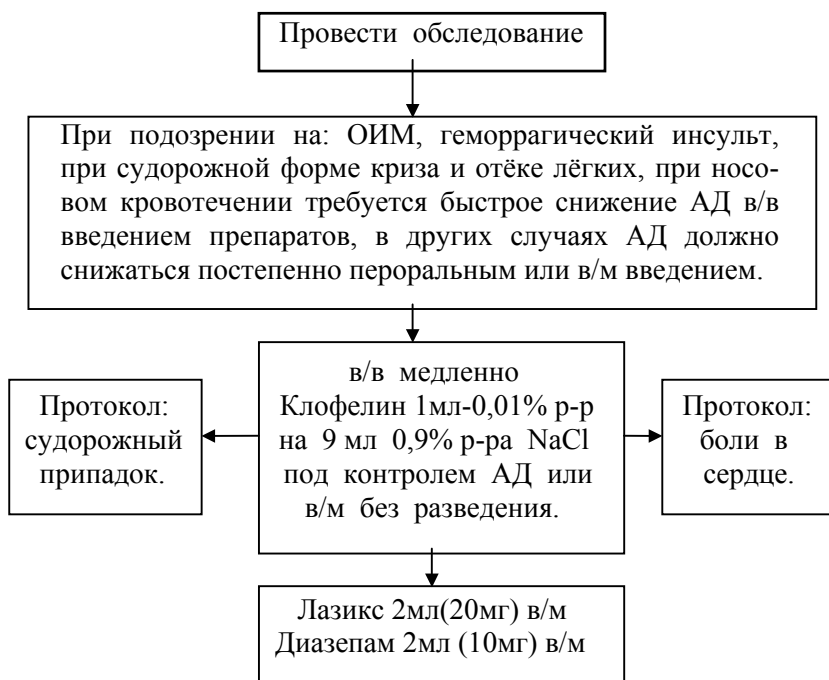 Провести обследование
При подозрении на: ОИМ, геморрагический инсульт,
при судорожной форме криза и отёке лёгких, при носо-
вом кровотечении требуется быстрое снижение АД в/в
введением препаратов, в других случаях АД должно
снижаться постепенно пероральным или в/м введением.
Протокол:
судорожный
припадок.
в/в медленно
Клофелин 1мл-0,01% р-р
на 9 мл 0,9% р-ра NaCl
под контролем АД или
в/м без разведения.
Протокол:
боли в
сердце.
Лазикс 2мл(20мг) в/м
Диазепам 2мл (10мг) в/м